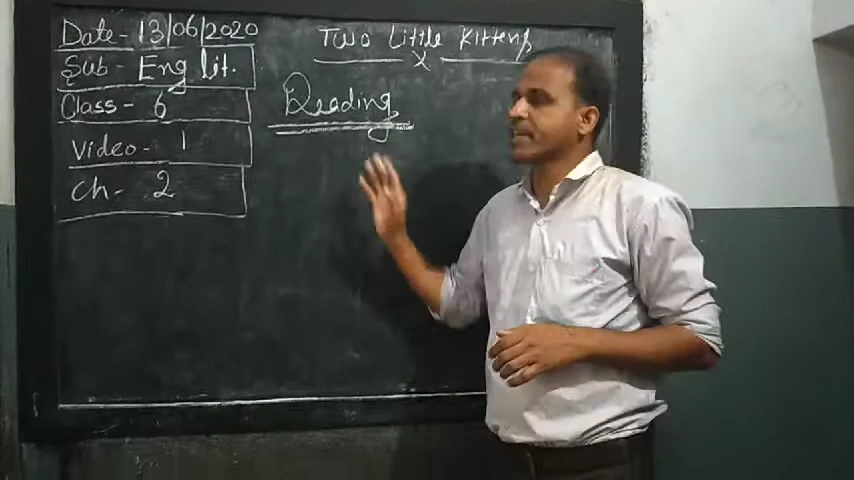 Date- 13/06/2020
Sub- Eng lit.
Class- 6
Video- 1
Ch- 2
Two Little Kittens
X
Reading